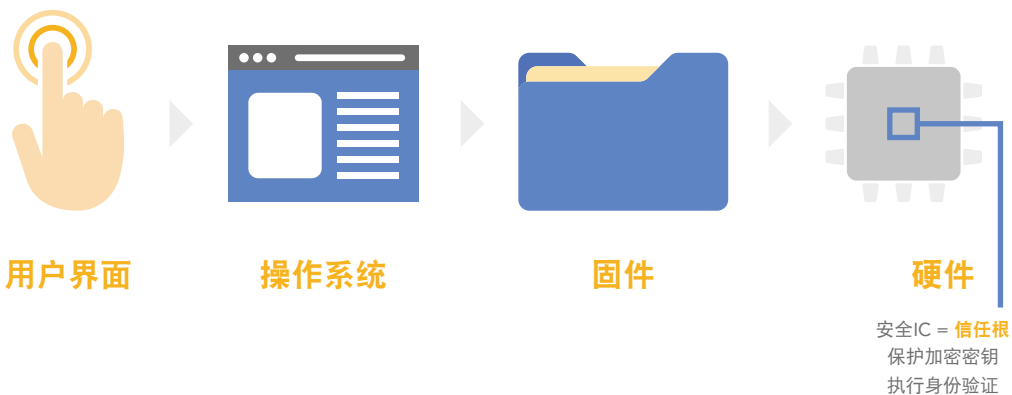 用户界面
操作系统
固件
硬件
安全IC = 信任根
保护加密密钥
执行身份验证